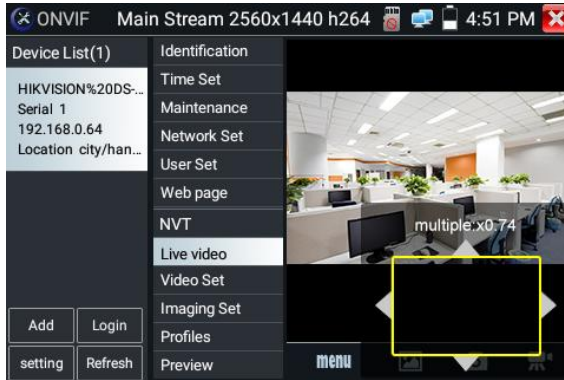 ONVIF Main Stream 2560x1440 h264 4:51 PM
Device List(1)
HIKVISION%20DS-...
Serial 1
192.168.0.64
Location city/han...
Add
Login
setting
Refresh
Identification
Time Set
Maintenance
Network Set
User Set
Web page
NVT
Live video
Video Set
Imaging Set
Profiles
Preview
multiple:x0.74
menu